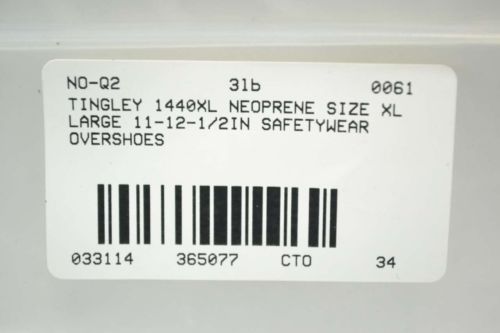 NO-Q2 3lb 0061
TINGLEY 1440XL NEOPRENE SIZE XL
LARGE 11-12-1/2IN SAFETYWEAR
OVERSHOES
033114 365077 CTO 34